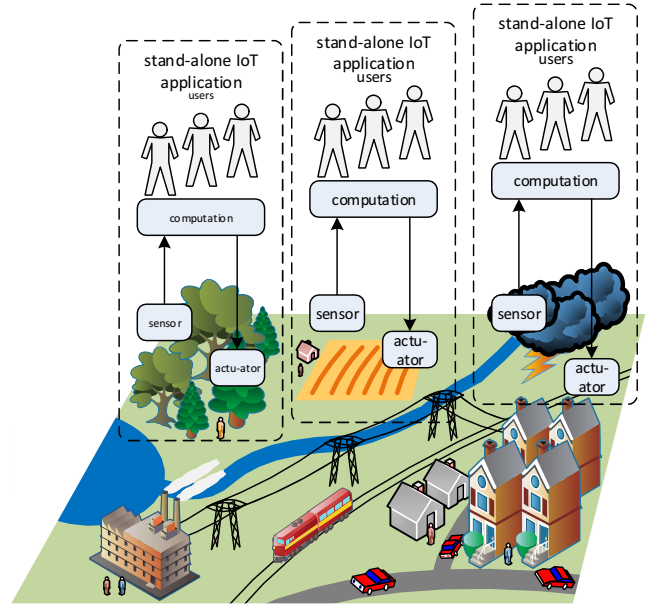 stand-alone IoT
application
users
computation
sensor
actu-ator
stand-alone IoT
application
users
computation
sensor
actu-
ator
stand-alone IoT
application
users
computation
sensor
actu-
ator